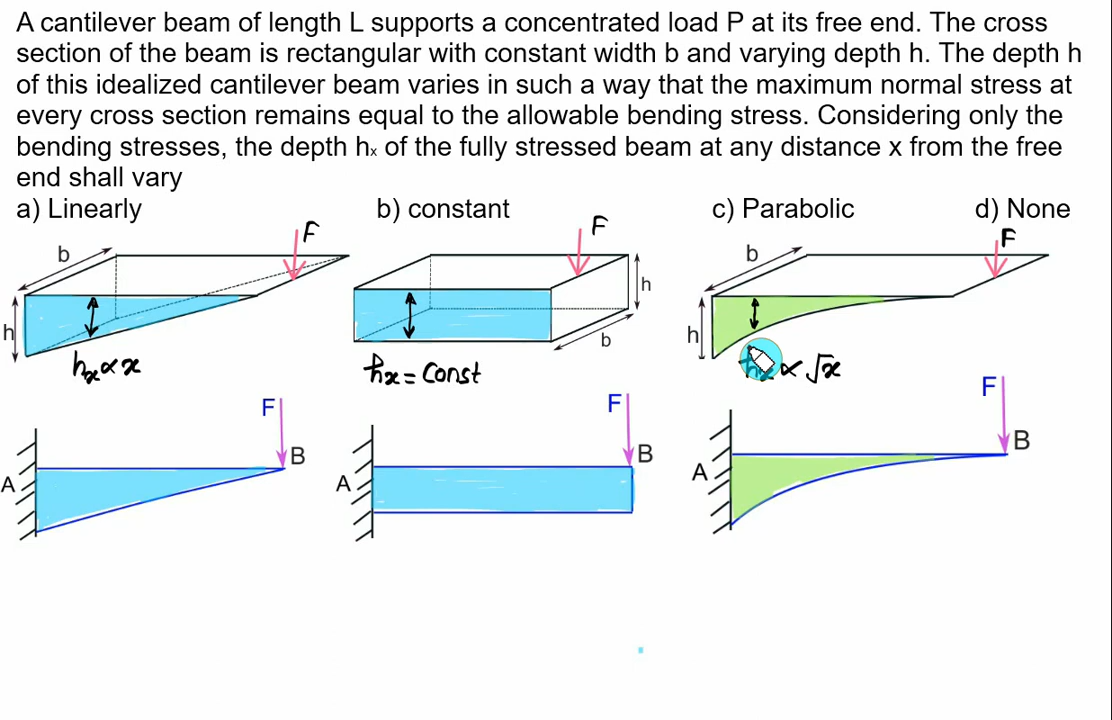 A cantilever beam of length L supports a concentrated load P at its free end. The cross
section of the beam is rectangular with constant width b and varying depth h. The depth h
of this idealized cantilever beam varies in such a way that the maximum normal stress at
every cross section remains equal to the allowable bending stress. Considering only the
bending stresses, the depth hₓ of the fully stressed beam at any distance x from the free
end shall vary
a) Linearly b) constant c) Parabolic d) None
b F F b F
h h h
b
hₓ ∝ x hₓ = Const hₓ ∝ √x
F F F
A B A B A B